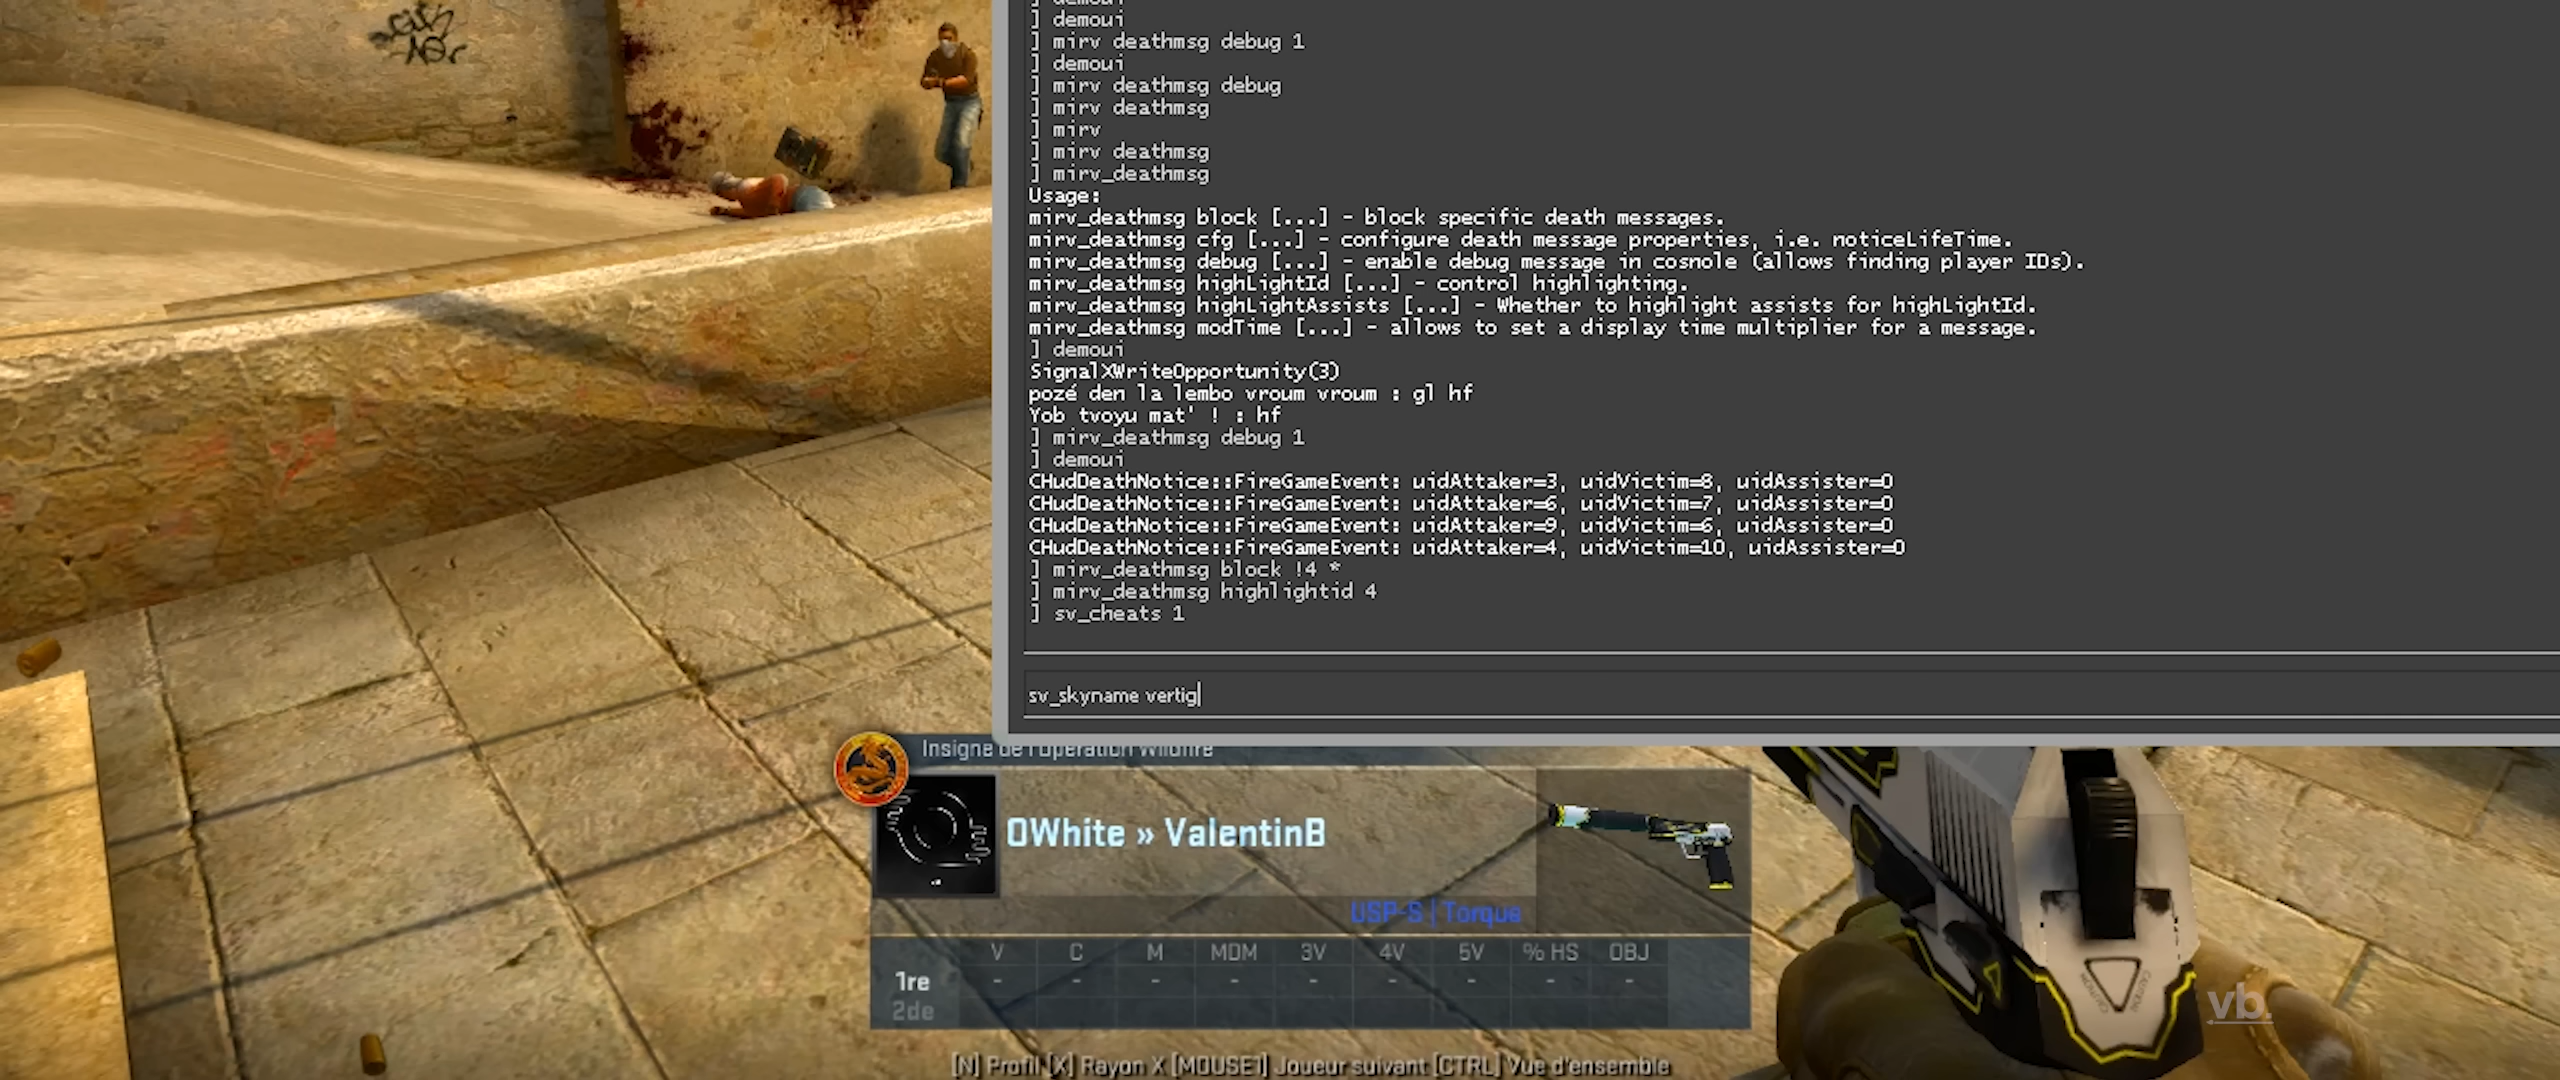 ] demoui
] demoui
] mirv deathmsg debug 1
] demoui
] mirv deathmsg debug
] mirv deathmsg
] mirv
] mirv deathmsg
] mirv_deathmsg
Usage:
mirv_deathmsg block [...] - block specific death messages.
mirv_deathmsg cfg [...] - configure death message properties, i.e. noticeLifeTime.
mirv_deathmsg debug [...] - enable debug message in cosnole (allows finding player IDs).
mirv_deathmsg highLightId [...] - control highlighting.
mirv_deathmsg highLightAssists [...] - Whether to highlight assists for highLightId.
mirv_deathmsg modTime [...] - allows to set a display time multiplier for a message.
] demoui
SignalXWriteOpportunity(3)
pozé den la lembo vroum vroum : gl hf
Yob tvoyu mat' ! : hf
] mirv_deathmsg debug 1
] demoui
CHudDeathNotice::FireGameEvent: uidAttaker=3, uidVictim=8, uidAssister=0
CHudDeathNotice::FireGameEvent: uidAttaker=6, uidVictim=7, uidAssister=0
CHudDeathNotice::FireGameEvent: uidAttaker=9, uidVictim=6, uidAssister=0
CHudDeathNotice::FireGameEvent: uidAttaker=4, uidVictim=10, uidAssister=0
] mirv_deathmsg block !4 *
] mirv_deathmsg highlightid 4
] sv_cheats 1
sv_skyname vertig
Insigne de l'Opération Wildfire
OWhite » ValentinB
USP-S | Torque
V C M MDM 3V 4V 5V % HS OBJ
1re - - - - - - - - -
2de
vb.
[N] Profil [X] Rayon X [MOUSE1] Joueur suivant [CTRL] Vue d'ensemble